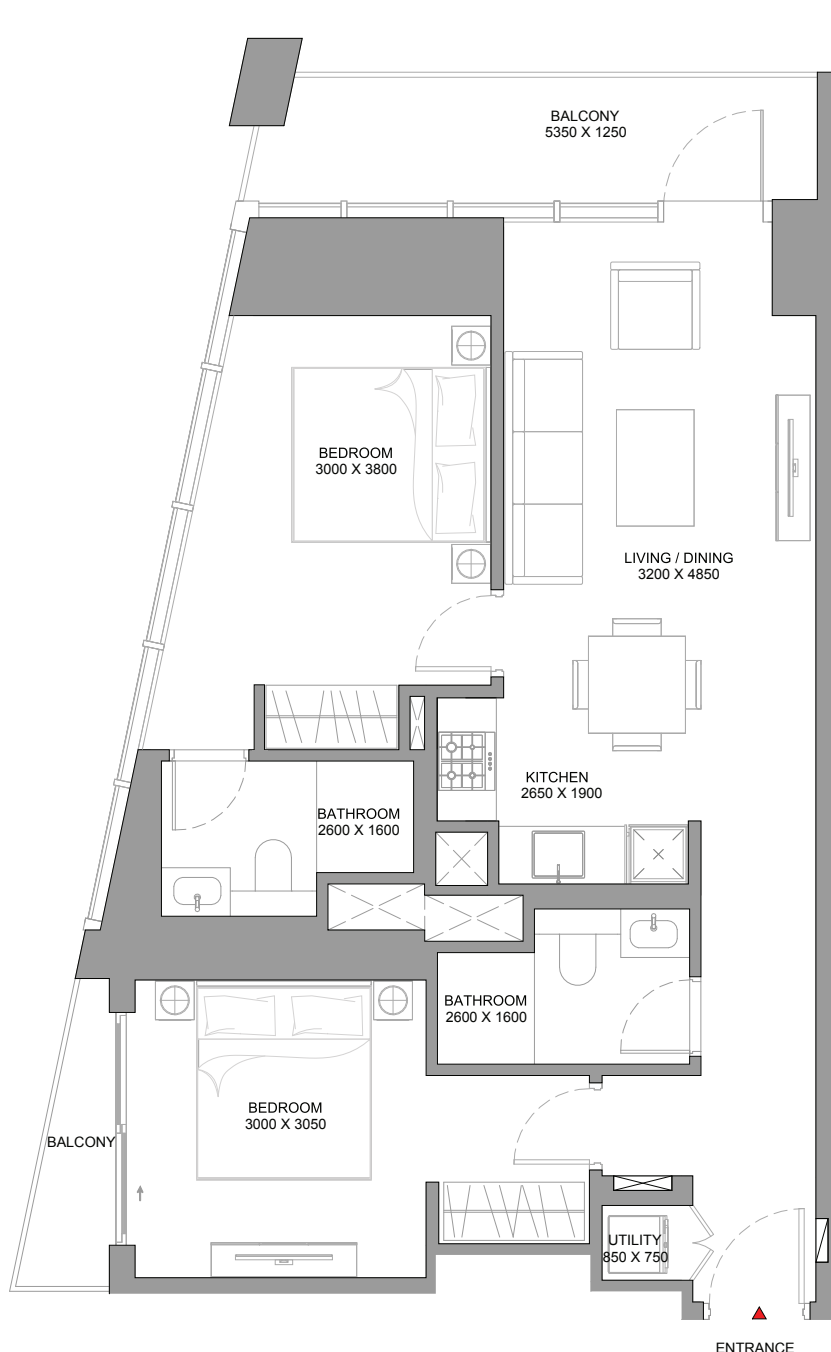 BALCONY
5350 X 1250
BEDROOM
3000 X 3800
LIVING / DINING
3200 X 4850
KITCHEN
2650 X 1900
BATHROOM
2600 X 1600
BATHROOM
2600 X 1600
BEDROOM
3000 X 3050
BALCONY
UTILITY
850 X 750
ENTRANCE